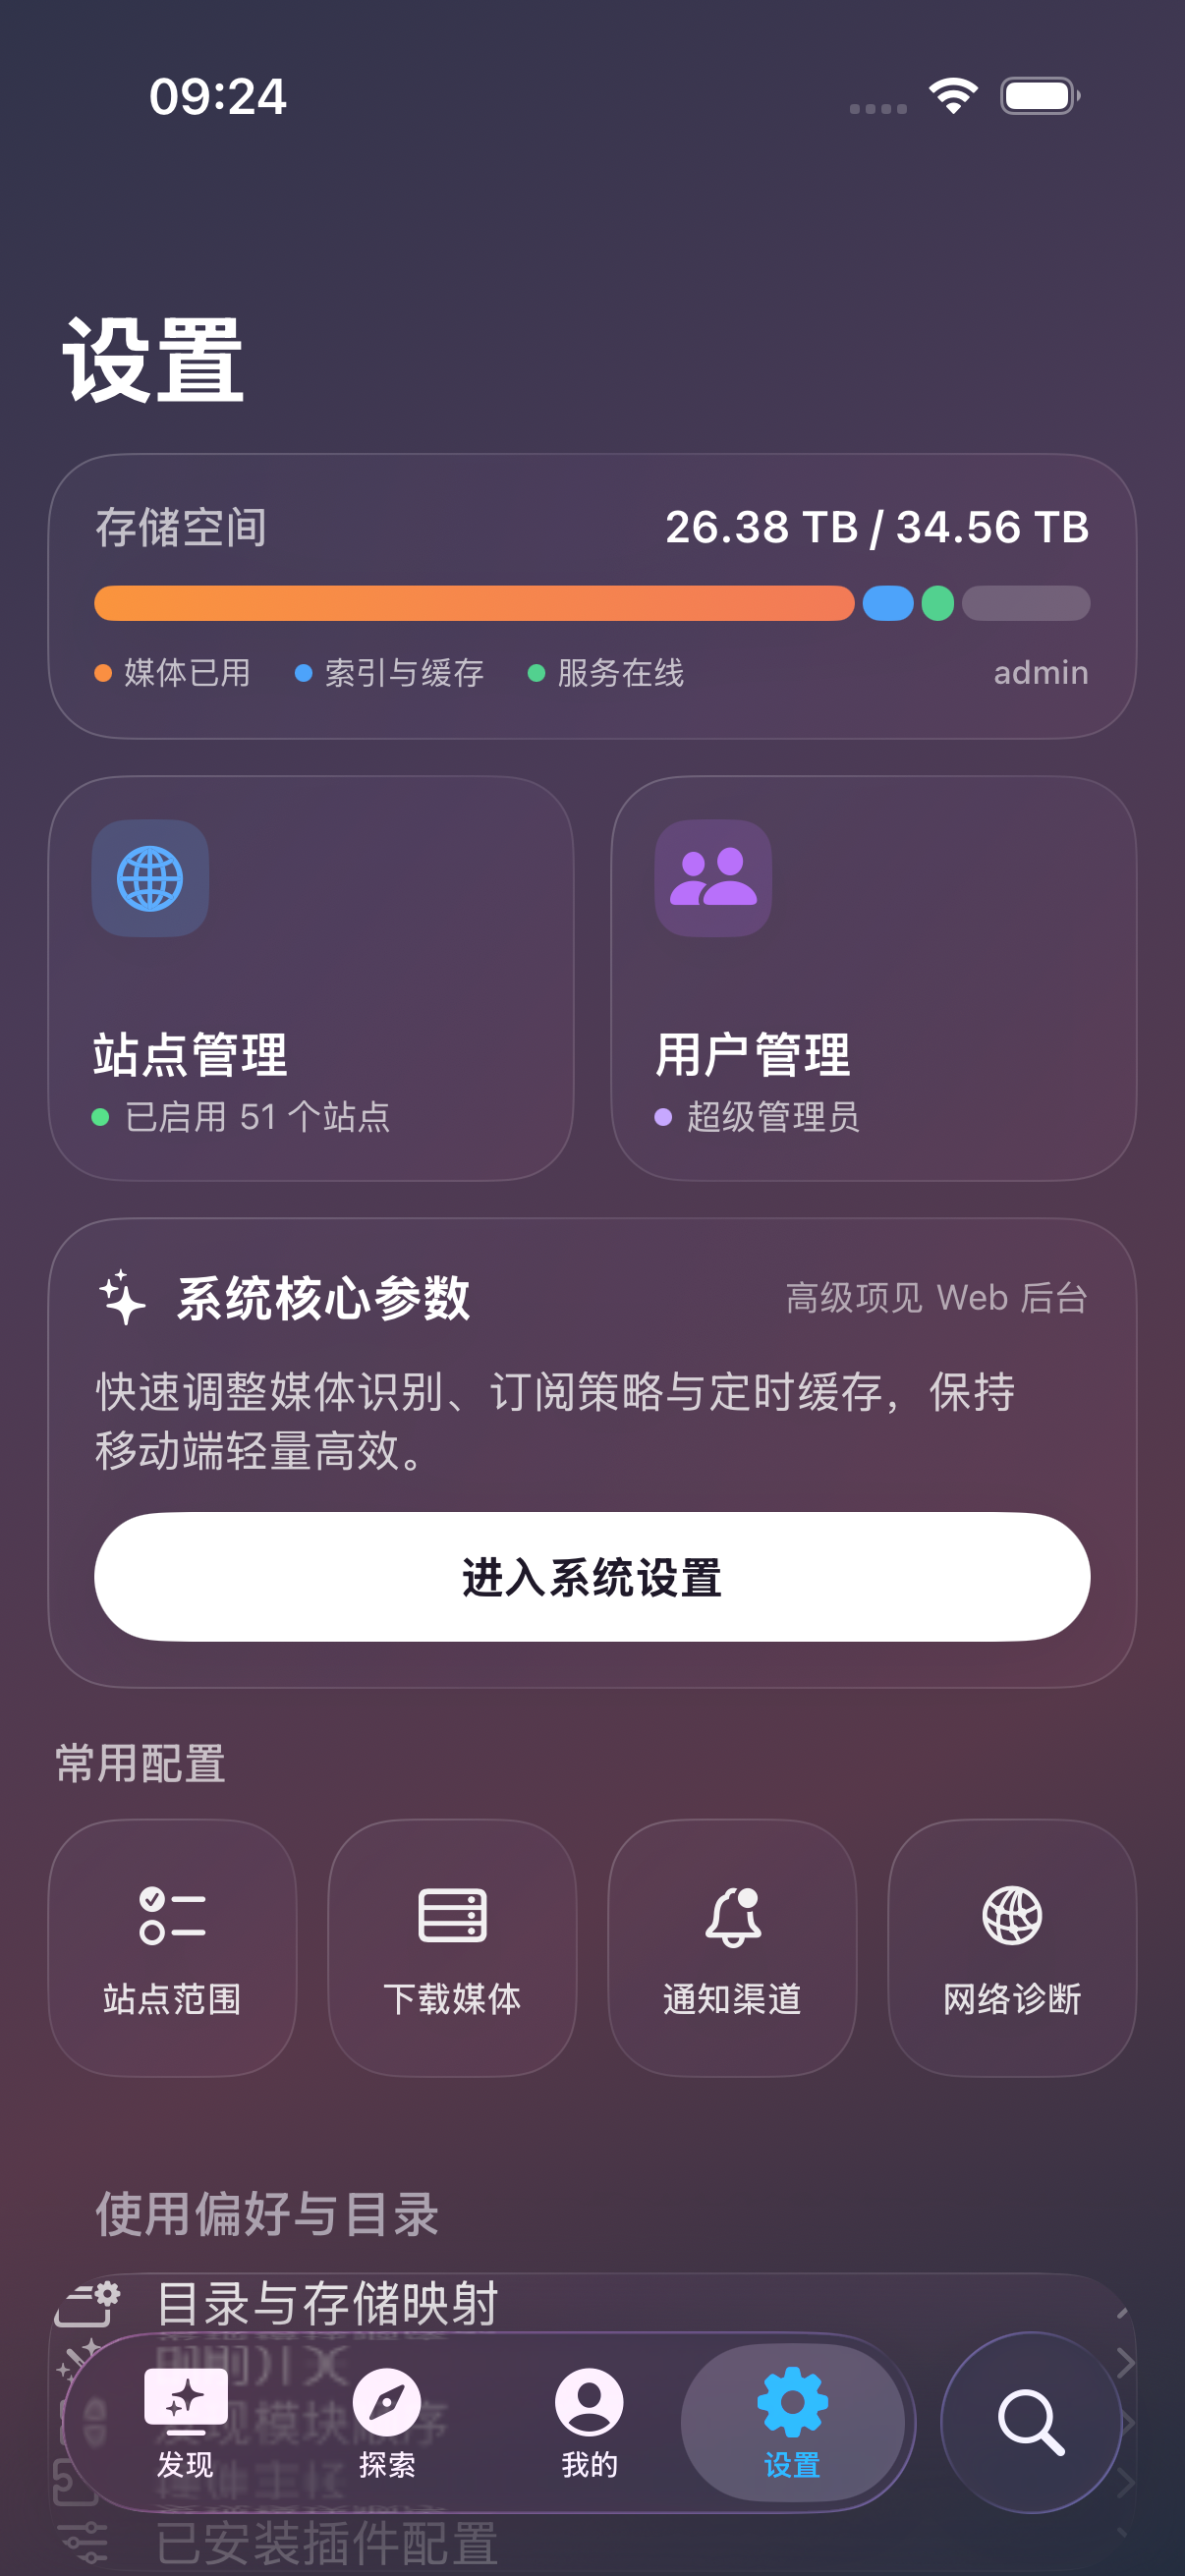 09:24
设置
存储空间
26.38 TB / 34.56 TB
媒体已用
索引与缓存
服务在线
admin
站点管理
已启用 51 个站点
用户管理
超级管理员
系统核心参数
高级项见 Web 后台
快速调整媒体识别、订阅策略与定时缓存，保持
移动端轻量高效。
进入系统设置
常用配置
站点范围
下载媒体
通知渠道
网络诊断
使用偏好与目录
目录与存储映射
发现
探索
我的
设置
已安装插件配置